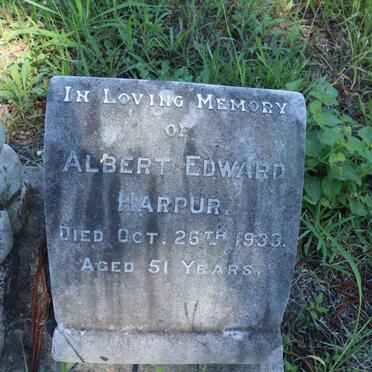 In Loving Memory
of
Albert Edward
Harpur.
Died Oct. 26th 1933.
Aged 51 Years.